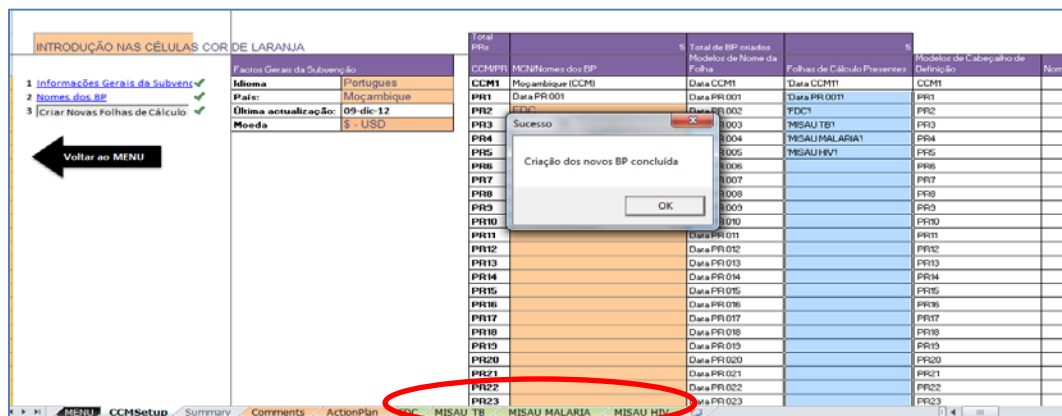 INTRODUÇÃO NAS CÉLULAS COR DE LARANJA
1 Informações Gerais da Subvenç
2 Nomes dos BP
3 Criar Novas Folhas de Cálculo
Voltar ao MENU
Factos Gerais da Subvenção
Idioma Portugues
País: Moçambique
Última actualização: 09-dic-12
Moeda $ - USD
Total PRs 5 Total de BP criados 5
CCM/PR MCN/Nomes dos BP Modelos de Nome da Folha Folhas de Cálculo Presentes Modelos de Cabeçalho de Definição Nom
CCM1 Moçambique (CCM) Data CCM1 'Data CCM1'! CCM1
PR1 Data PR 001 Data PR 001 'Data PR 001'! PR1
PR2 FDC Data PR 002 'FDC'! PR2
PR3 PR 003 'MISAU TB'! PR3
PR4 PR 004 'MISAU MALARIA'! PR4
PR5 PR 005 'MISAU HIV'! PR5
PR6 PR 006 PR6
PR7 PR 007 PR7
PR8 PR 008 PR8
PR9 PR 009 PR9
PR10 PR 010 PR10
PR11 Data PR 011 PR11
PR12 Data PR 012 PR12
PR13 Data PR 013 PR13
PR14 Data PR 014 PR14
PR15 Data PR 015 PR15
PR16 Data PR 016 PR16
PR17 Data PR 017 PR17
PR18 Data PR 018 PR18
PR19 Data PR 019 PR19
PR20 Data PR 020 PR20
PR21 Data PR 021 PR21
PR22 Data PR 022 PR22
PR23 Data PR 023 PR23
Sucesso
Criação dos novos BP concluída
OK
MENU CCMSetup Summary Comments ActionPlan FDC MISAU TB MISAU MALARIA MISAU HIV